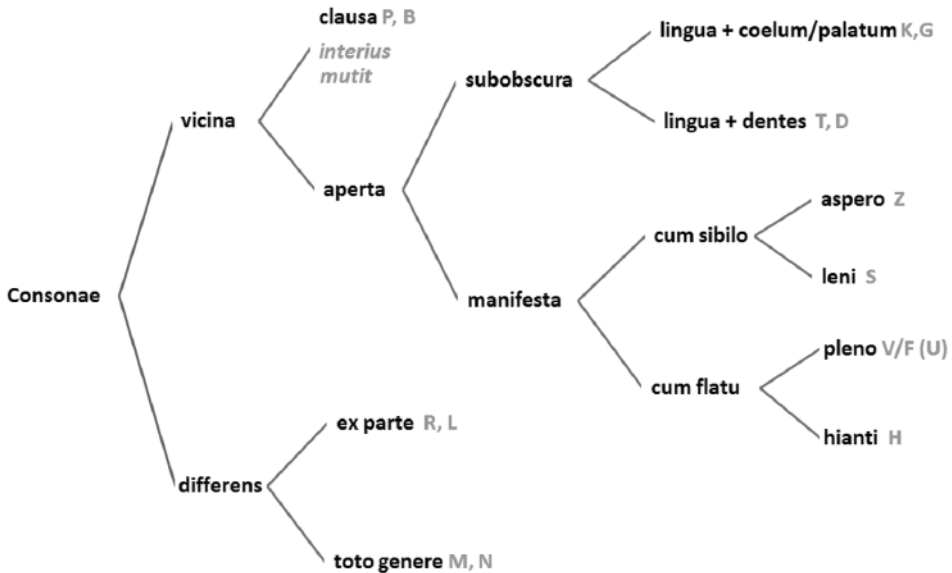 clausa P, B
interius
mutit
lingua + coelum/palatum K,G
subobscura
vicina
lingua + dentes T, D
aperta
aspero Z
cum sibilo
leni S
Consonae
manifesta
pleno V/F (U)
cum flatu
hianti H
ex parte R, L
differens
toto genere M, N